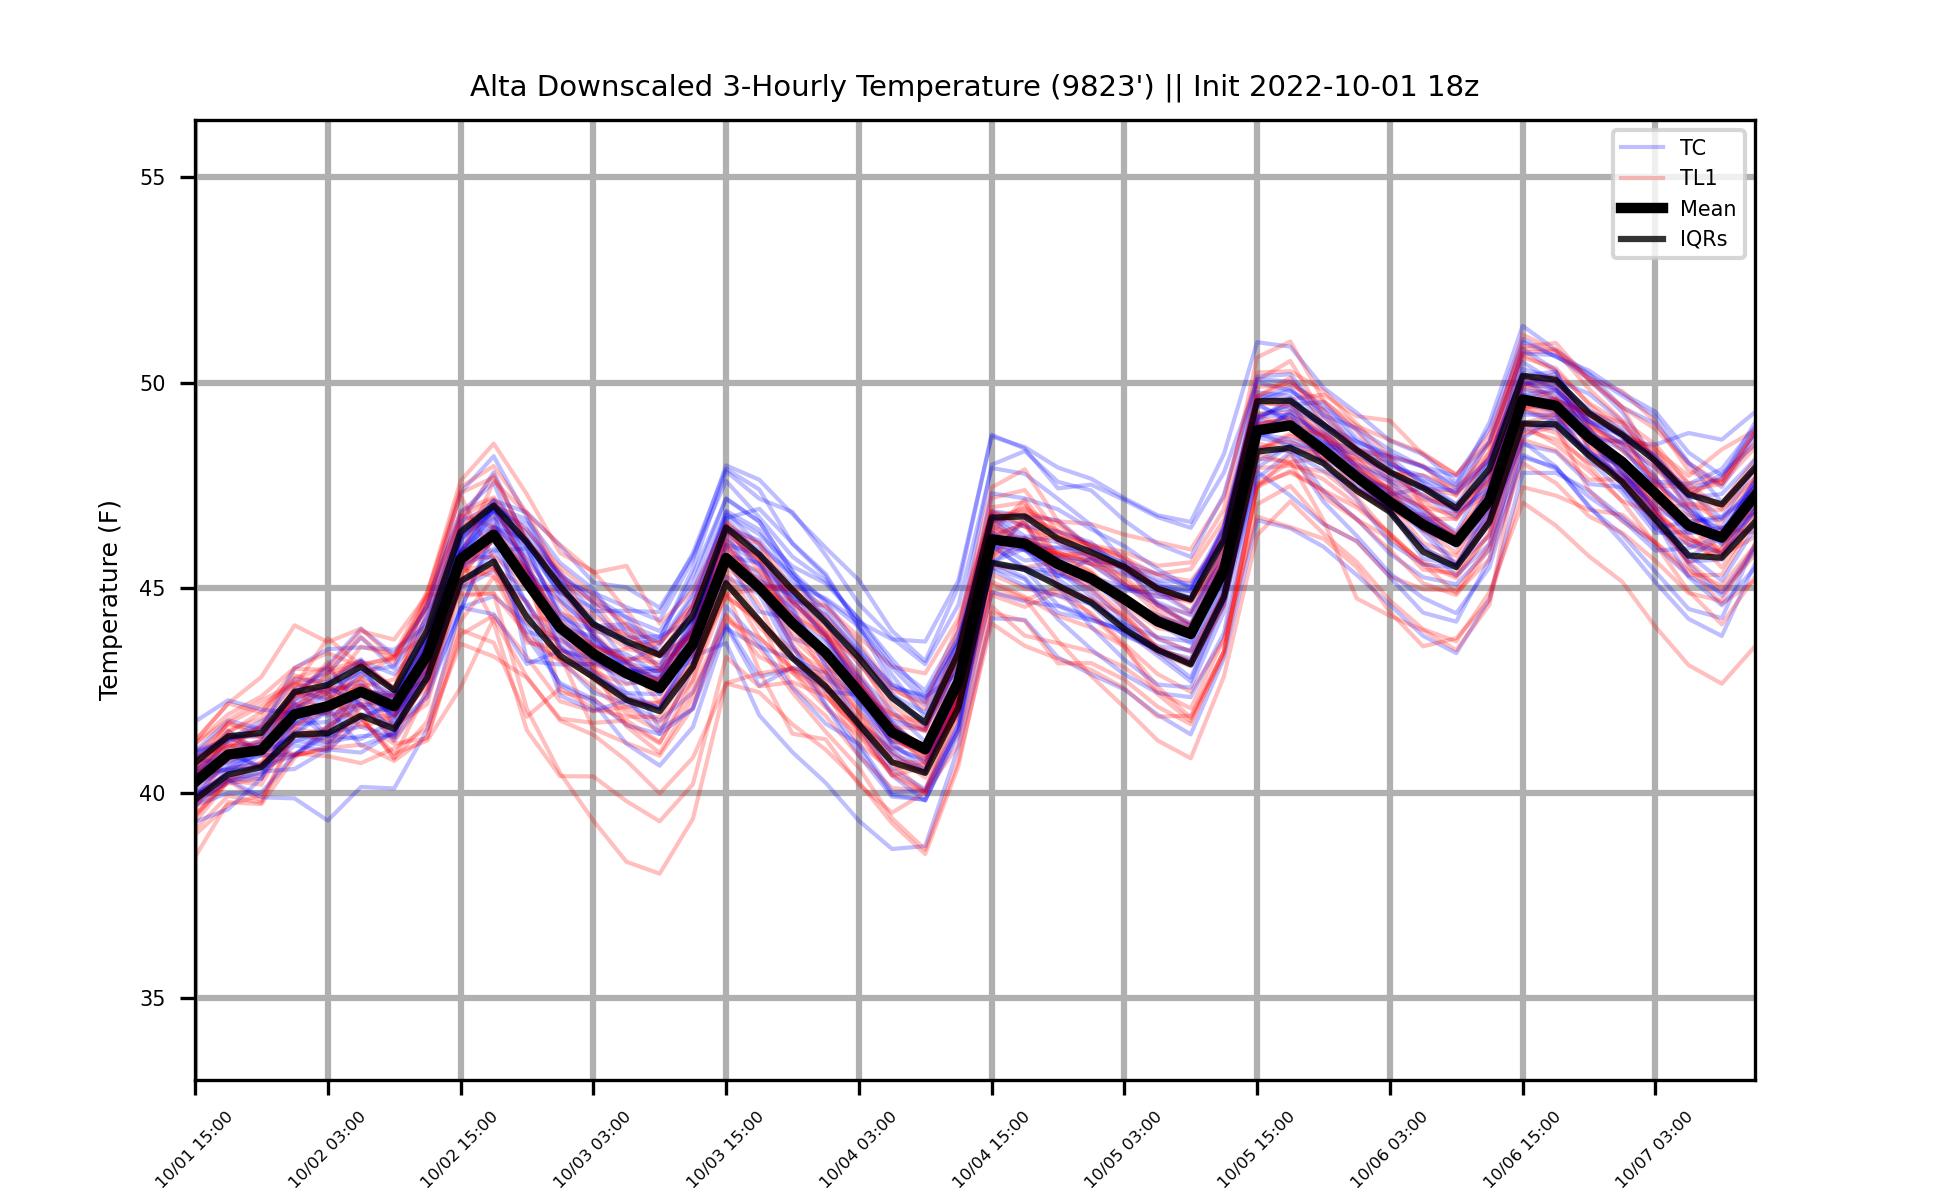 Alta Downscaled 3-Hourly Temperature (9823') || Init 2022-10-01 18z
TC
TL1
Mean
IQRs
Temperature (F)
55
50
45
40
35
10/01 15:00
10/02 03:00
10/02 15:00
10/03 03:00
10/03 15:00
10/04 03:00
10/04 15:00
10/05 03:00
10/05 15:00
10/06 03:00
10/06 15:00
10/07 03:00